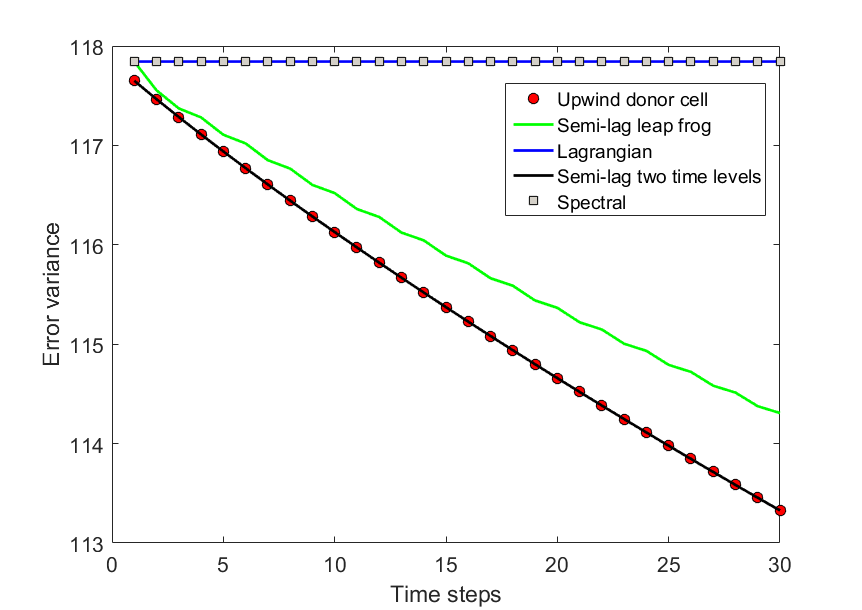 118
117
116
115
114
113
Error variance
Upwind donor cell
Semi-lag leap frog
Lagrangian
Semi-lag two time levels
Spectral
0 5 10 15 20 25 30
Time steps